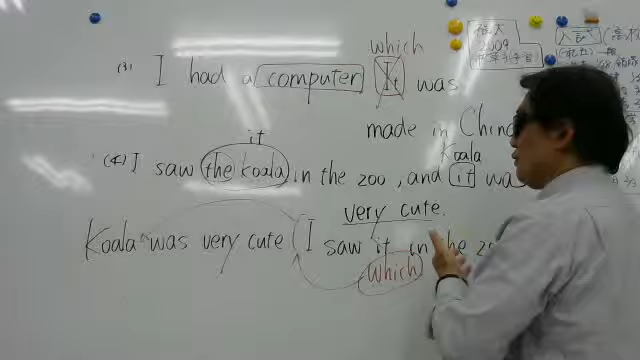 which
(3) I had a computer It was
made in China
it
Koala
(4) I saw the koala in the zoo, and it wa
very cute.
Koala was very cute (I saw it in the zo
which
2009